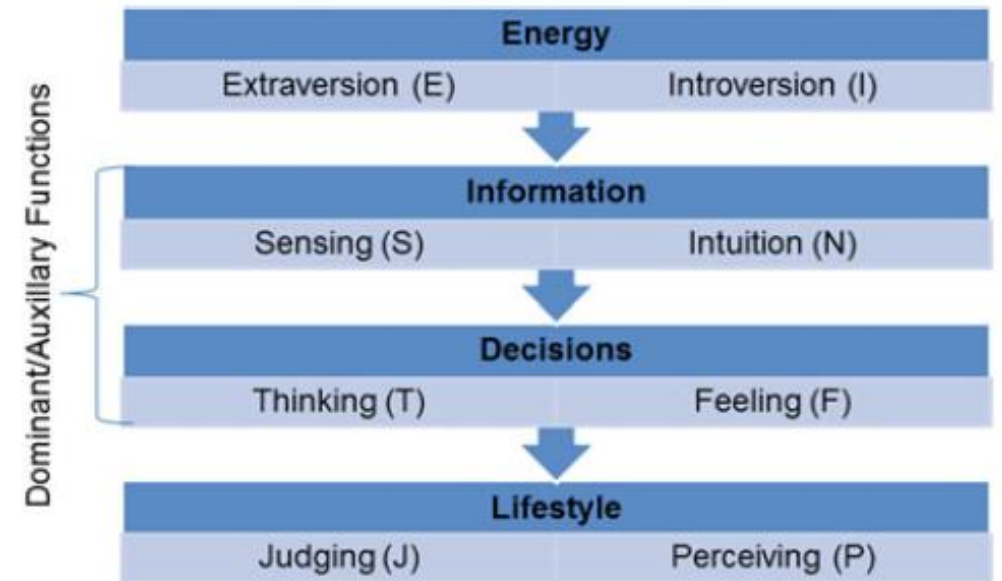 Energy
Extraversion (E) Introversion (I)
Information
Sensing (S) Intuition (N)
Decisions
Thinking (T) Feeling (F)
Lifestyle
Judging (J) Perceiving (P)
Dominant/Auxillary Functions